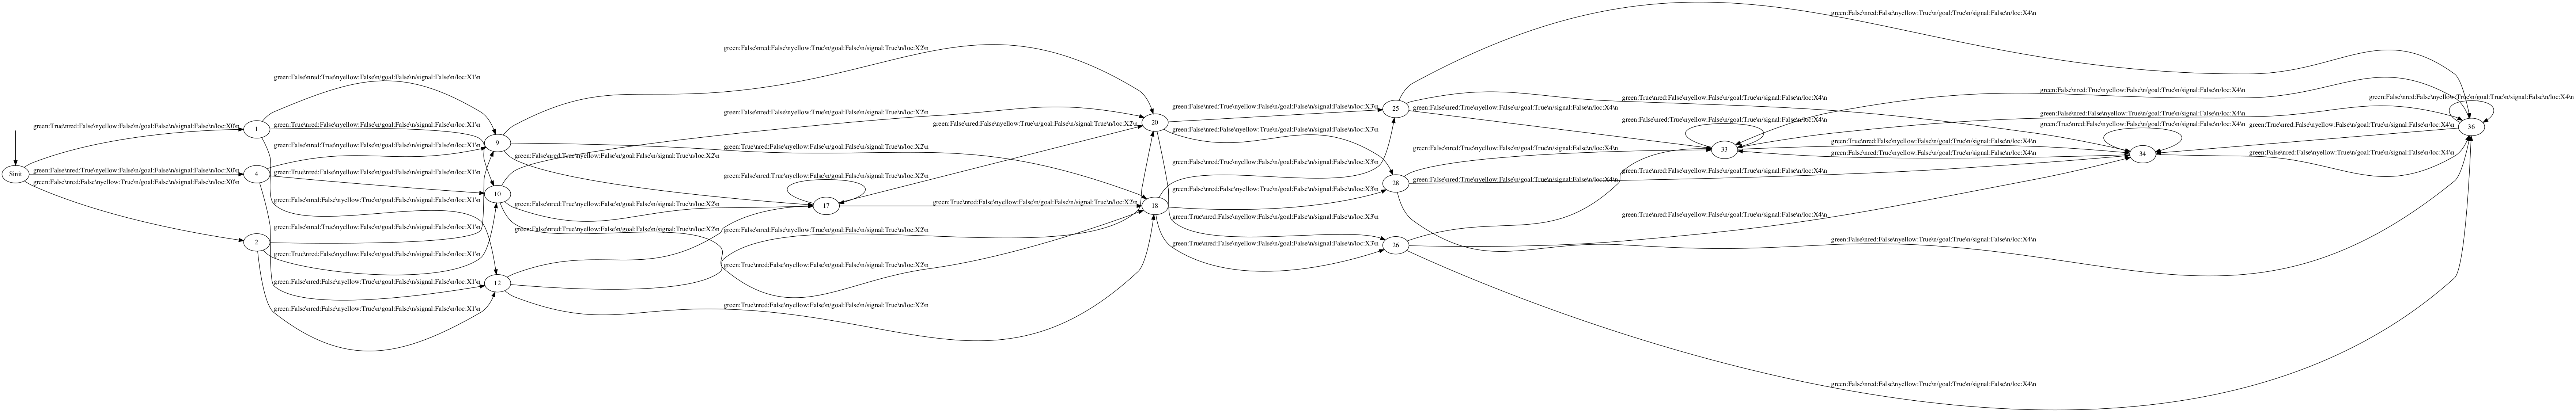 Sinit
green:True\nred:False\nyellow:False\n/goal:False\n/signal:False\n/loc:X0\n
green:False\nred:True\nyellow:False\n/goal:False\n/signal:False\n/loc:X0\n
green:False\nred:False\nyellow:True\n/goal:False\n/signal:False\n/loc:X0\n
1
4
2
green:False\nred:True\nyellow:False\n/goal:False\n/signal:False\n/loc:X1\n
green:True\nred:False\nyellow:False\n/goal:False\n/signal:False\n/loc:X1\n
green:False\nred:True\nyellow:False\n/goal:False\n/signal:False\n/loc:X1\n
green:True\nred:False\nyellow:False\n/goal:False\n/signal:False\n/loc:X1\n
green:False\nred:False\nyellow:True\n/goal:False\n/signal:False\n/loc:X1\n
green:False\nred:True\nyellow:False\n/goal:False\n/signal:False\n/loc:X1\n
green:True\nred:False\nyellow:False\n/goal:False\n/signal:False\n/loc:X1\n
green:False\nred:False\nyellow:True\n/goal:False\n/signal:False\n/loc:X1\n
green:False\nred:False\nyellow:True\n/goal:False\n/signal:False\n/loc:X1\n
9
10
12
green:False\nred:True\nyellow:False\n/goal:False\n/signal:True\n/loc:X2\n
green:False\nred:True\nyellow:False\n/goal:False\n/signal:True\n/loc:X2\n
green:False\nred:True\nyellow:False\n/goal:False\n/signal:True\n/loc:X2\n
green:False\nred:False\nyellow:True\n/goal:False\n/signal:True\n/loc:X2\n
green:False\nred:False\nyellow:True\n/goal:False\n/signal:True\n/loc:X2\n
green:True\nred:False\nyellow:False\n/goal:False\n/signal:True\n/loc:X2\n
green:False\nred:True\nyellow:False\n/goal:False\n/signal:True\n/loc:X2\n
17
green:False\nred:False\nyellow:True\n/goal:False\n/signal:True\n/loc:X2\n
green:True\nred:False\nyellow:False\n/goal:False\n/signal:True\n/loc:X2\n
green:True\nred:False\nyellow:False\n/goal:False\n/signal:True\n/loc:X2\n
green:False\nred:False\nyellow:True\n/goal:False\n/signal:True\n/loc:X2\n
green:True\nred:False\nyellow:False\n/goal:False\n/signal:True\n/loc:X2\n
20
18
green:False\nred:True\nyellow:False\n/goal:False\n/signal:False\n/loc:X3\n
green:False\nred:False\nyellow:True\n/goal:False\n/signal:False\n/loc:X3\n
green:False\nred:True\nyellow:False\n/goal:False\n/signal:False\n/loc:X3\n
green:False\nred:False\nyellow:True\n/goal:False\n/signal:False\n/loc:X3\n
green:True\nred:False\nyellow:False\n/goal:False\n/signal:False\n/loc:X3\n
green:True\nred:False\nyellow:False\n/goal:False\n/signal:False\n/loc:X3\n
25
28
26
green:False\nred:True\nyellow:False\n/goal:True\n/signal:False\n/loc:X4\n
green:False\nred:True\nyellow:False\n/goal:True\n/signal:False\n/loc:X4\n
green:True\nred:False\nyellow:False\n/goal:True\n/signal:False\n/loc:X4\n
green:True\nred:False\nyellow:False\n/goal:True\n/signal:False\n/loc:X4\n
green:False\nred:True\nyellow:False\n/goal:True\n/signal:False\n/loc:X4\n
33
green:False\nred:True\nyellow:False\n/goal:True\n/signal:False\n/loc:X4\n
green:True\nred:False\nyellow:False\n/goal:True\n/signal:False\n/loc:X4\n
green:False\nred:False\nyellow:True\n/goal:True\n/signal:False\n/loc:X4\n
green:True\nred:False\nyellow:False\n/goal:True\n/signal:False\n/loc:X4\n
green:False\nred:True\nyellow:False\n/goal:True\n/signal:False\n/loc:X4\n
green:False\nred:False\nyellow:True\n/goal:True\n/signal:False\n/loc:X4\n
green:False\nred:False\nyellow:True\n/goal:True\n/signal:False\n/loc:X4\n
green:False\nred:True\nyellow:False\n/goal:True\n/signal:False\n/loc:X4\n
green:False\nred:False\nyellow:True\n/goal:True\n/signal:False\n/loc:X4\n
green:True\nred:False\nyellow:False\n/goal:True\n/signal:False\n/loc:X4\n
34
green:False\nred:False\nyellow:True\n/goal:True\n/signal:False\n/loc:X4\n
green:True\nred:False\nyellow:False\n/goal:True\n/signal:False\n/loc:X4\n
green:False\nred:False\nyellow:True\n/goal:True\n/signal:False\n/loc:X4\n
36